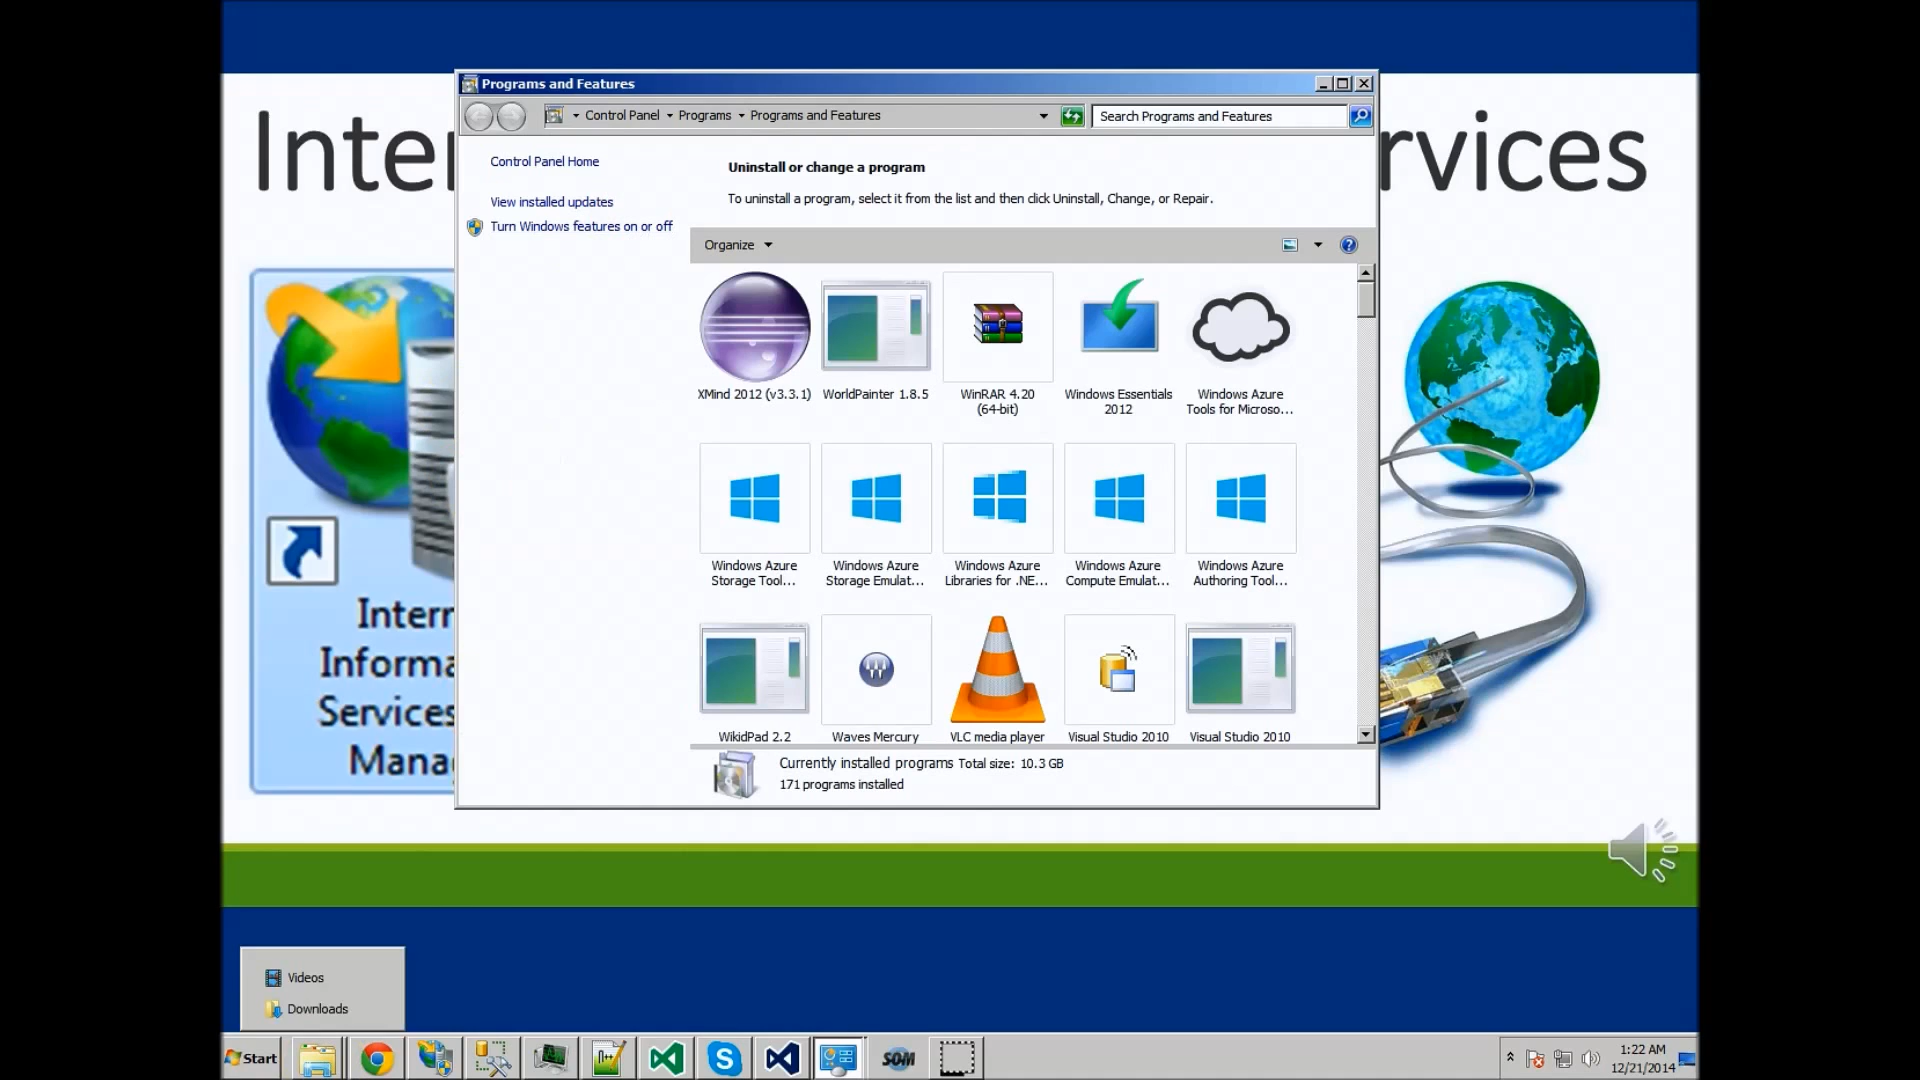 Inte
rvices
Intern
Informa
Services
Mana
Programs and Features
Control Panel Programs Programs and Features
Search Programs and Features
Control Panel Home
View installed updates
Turn Windows features on or off
Uninstall or change a program
To uninstall a program, select it from the list and then click Uninstall, Change, or Repair.
Organize
XMind 2012 (v3.3.1)
WorldPainter 1.8.5
WinRAR 4.20
(64-bit)
Windows Essentials
2012
Windows Azure
Tools for Microso...
Windows Azure
Storage Tool...
Windows Azure
Storage Emulat...
Windows Azure
Libraries for .NE...
Windows Azure
Compute Emulat...
Windows Azure
Authoring Tool...
WikidPad 2.2
Waves Mercury
VLC media player
Visual Studio 2010
Visual Studio 2010
Currently installed programs Total size: 10.3 GB
171 programs installed
Videos
Downloads
Start
N++
SOM
1:22 AM
12/21/2014